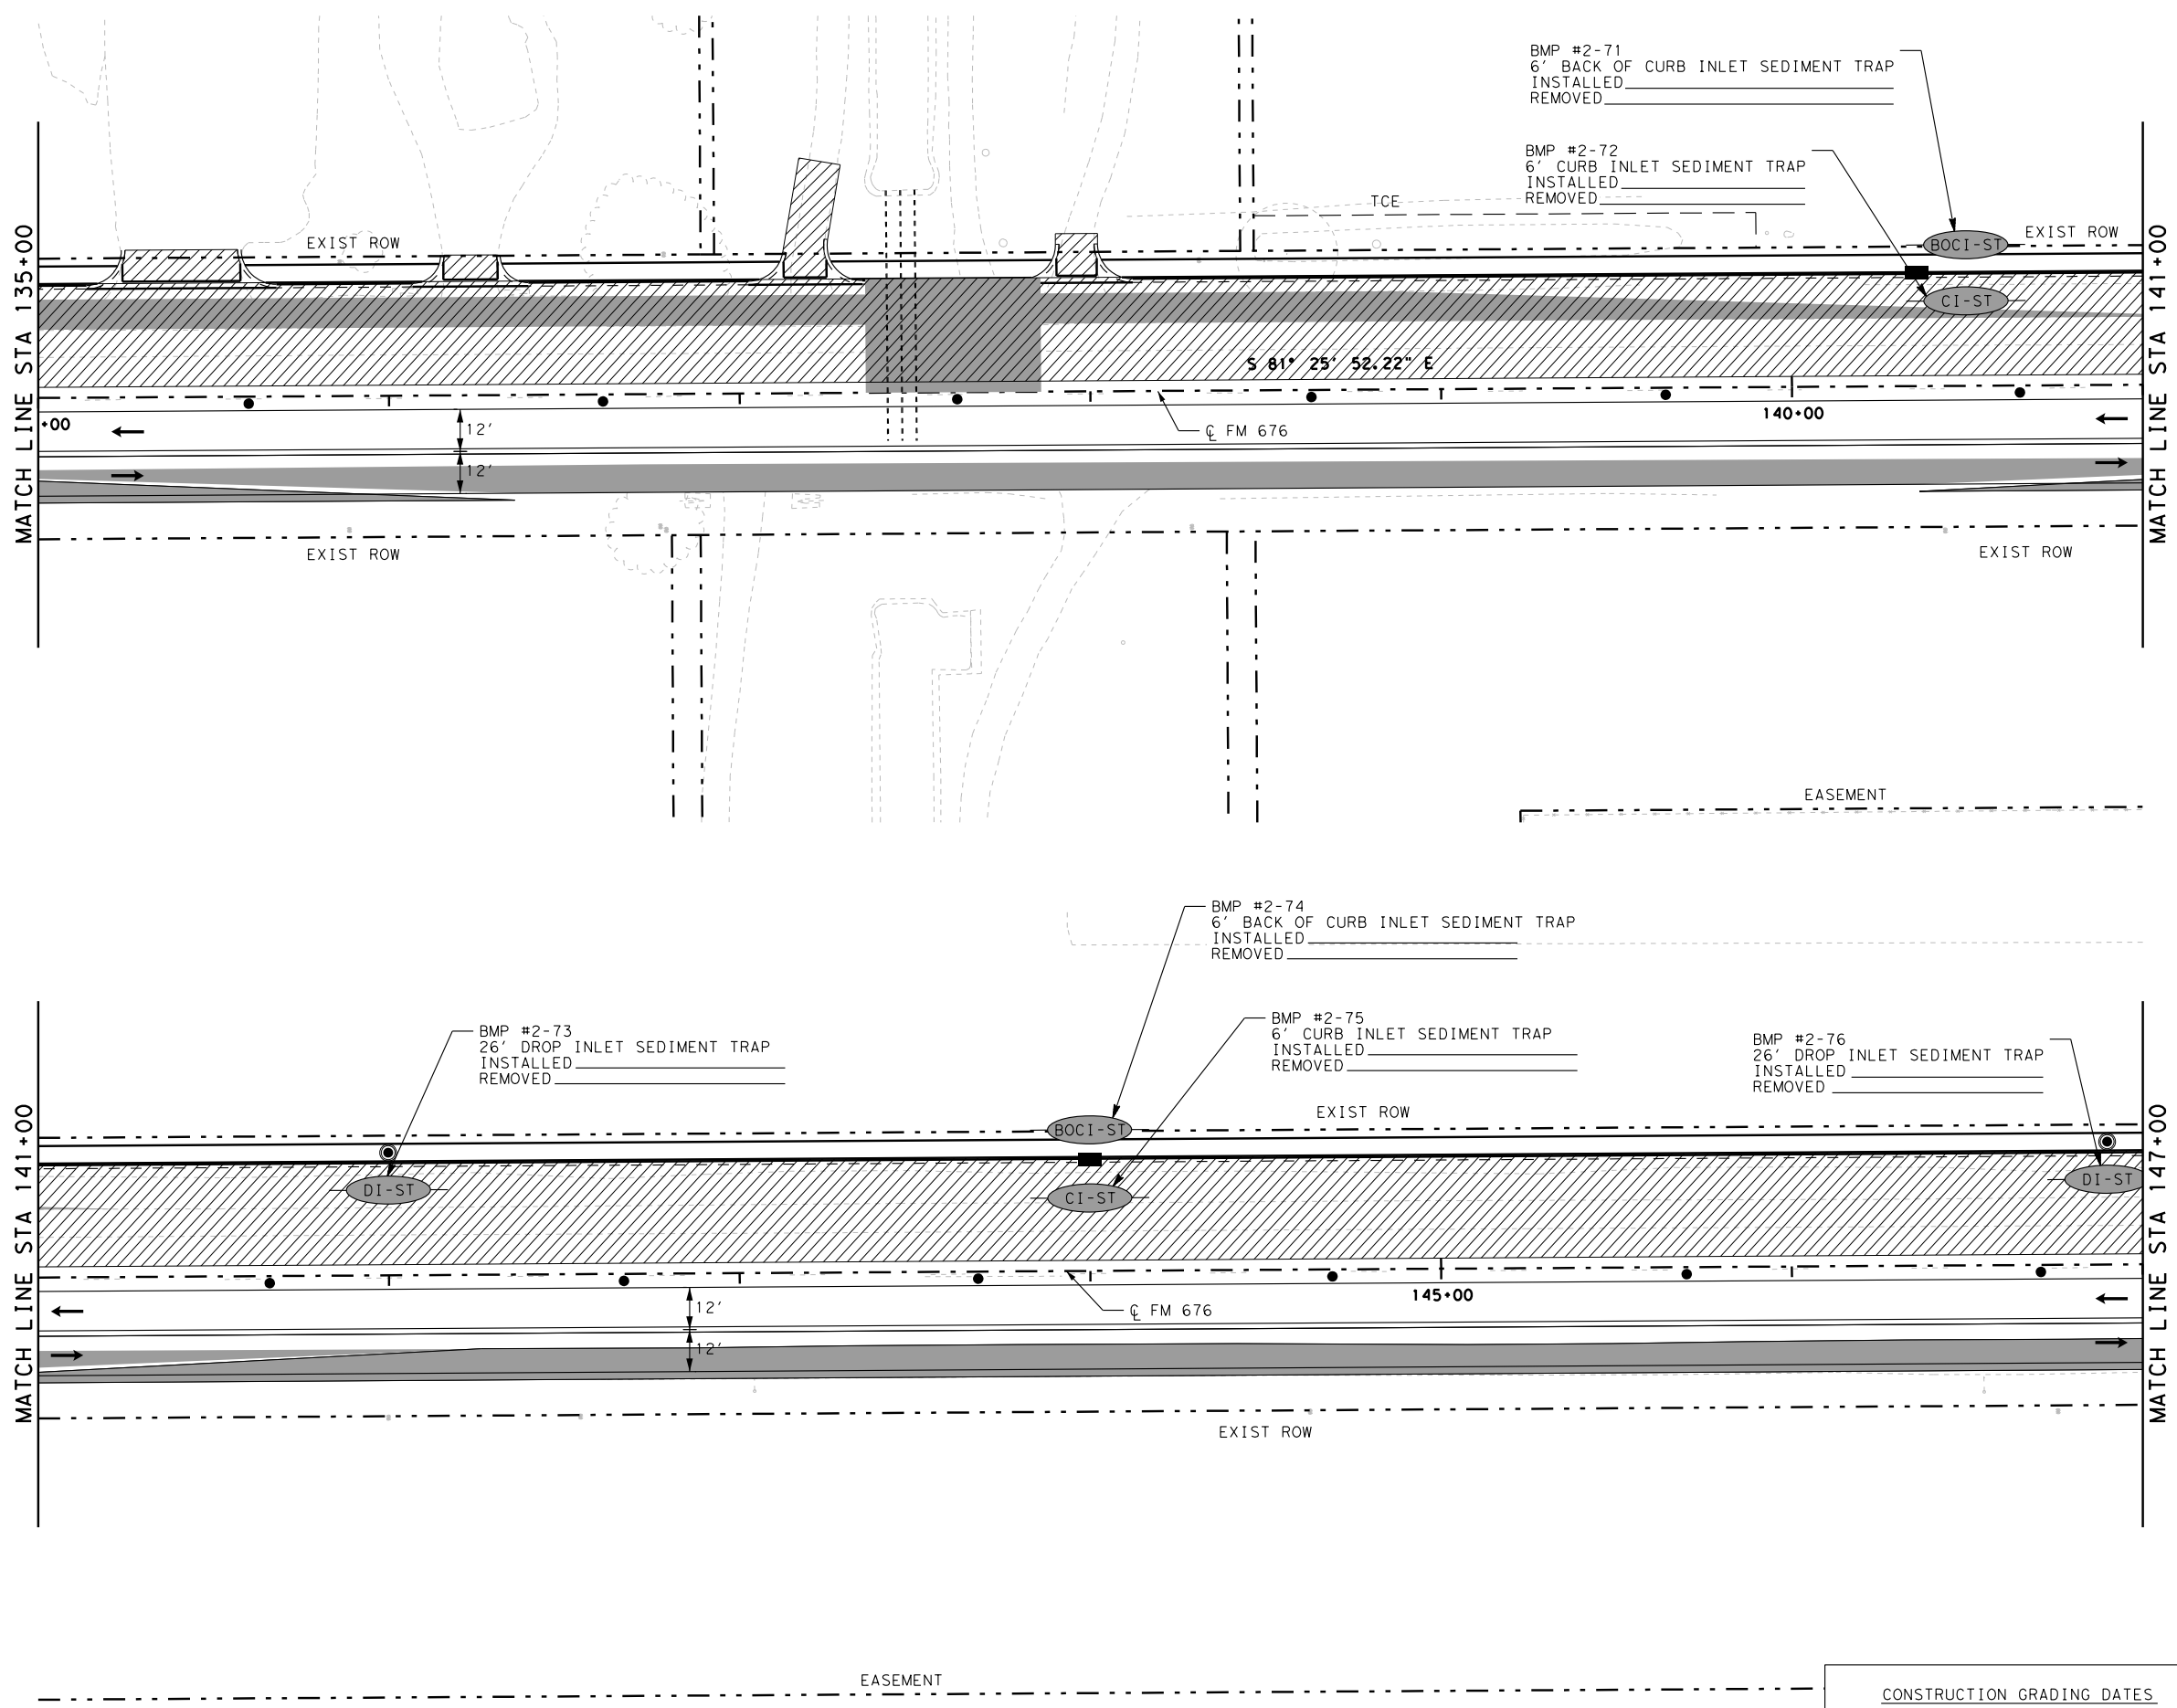 BMP #2-71
6' BACK OF CURB INLET SEDIMENT TRAP
INSTALLED
REMOVED
BMP #2-72
6' CURB INLET SEDIMENT TRAP
INSTALLED
REMOVED
TCE
EXIST ROW
BOCI-ST
EXIST ROW
CI-ST
MATCH LINE STA 135+00
MATCH LINE STA 141+00
S 81° 25' 52.22" E
+00
12'
℄ FM 676
140+00
12'
EXIST ROW
EXIST ROW
EASEMENT
BMP #2-74
6' BACK OF CURB INLET SEDIMENT TRAP
INSTALLED
REMOVED
BMP #2-73
26' DROP INLET SEDIMENT TRAP
INSTALLED
REMOVED
BMP #2-75
6' CURB INLET SEDIMENT TRAP
INSTALLED
REMOVED
BMP #2-76
26' DROP INLET SEDIMENT TRAP
INSTALLED
REMOVED
EXIST ROW
BOCI-ST
DI-ST
CI-ST
DI-ST
MATCH LINE STA 141+00
MATCH LINE STA 147+00
12'
℄ FM 676
145+00
12'
EXIST ROW
EASEMENT
CONSTRUCTION GRADING DATES